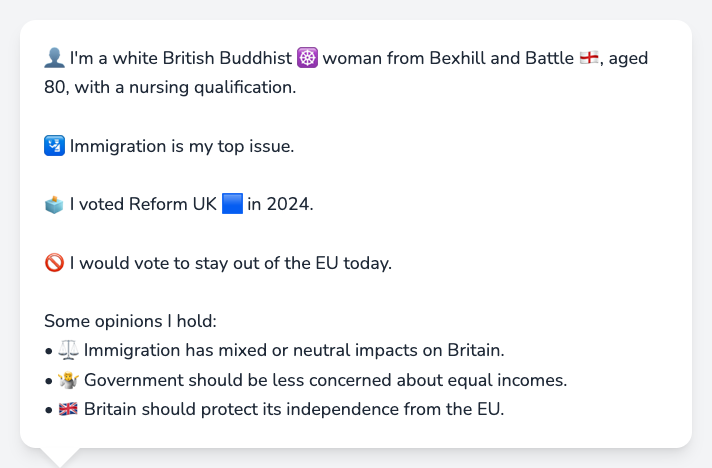 👤 I'm a white British Buddhist ☸️ woman from Bexhill and Battle 🏴󠁧󠁢󠁥󠁮󠁧󠁿, aged
80, with a nursing qualification.
🛂 Immigration is my top issue.
🗳️ I voted Reform UK 🟦 in 2024.
🚫 I would vote to stay out of the EU today.
Some opinions I hold:
• ⚖️ Immigration has mixed or neutral impacts on Britain.
• 🤷 Government should be less concerned about equal incomes.
• 🇬🇧 Britain should protect its independence from the EU.